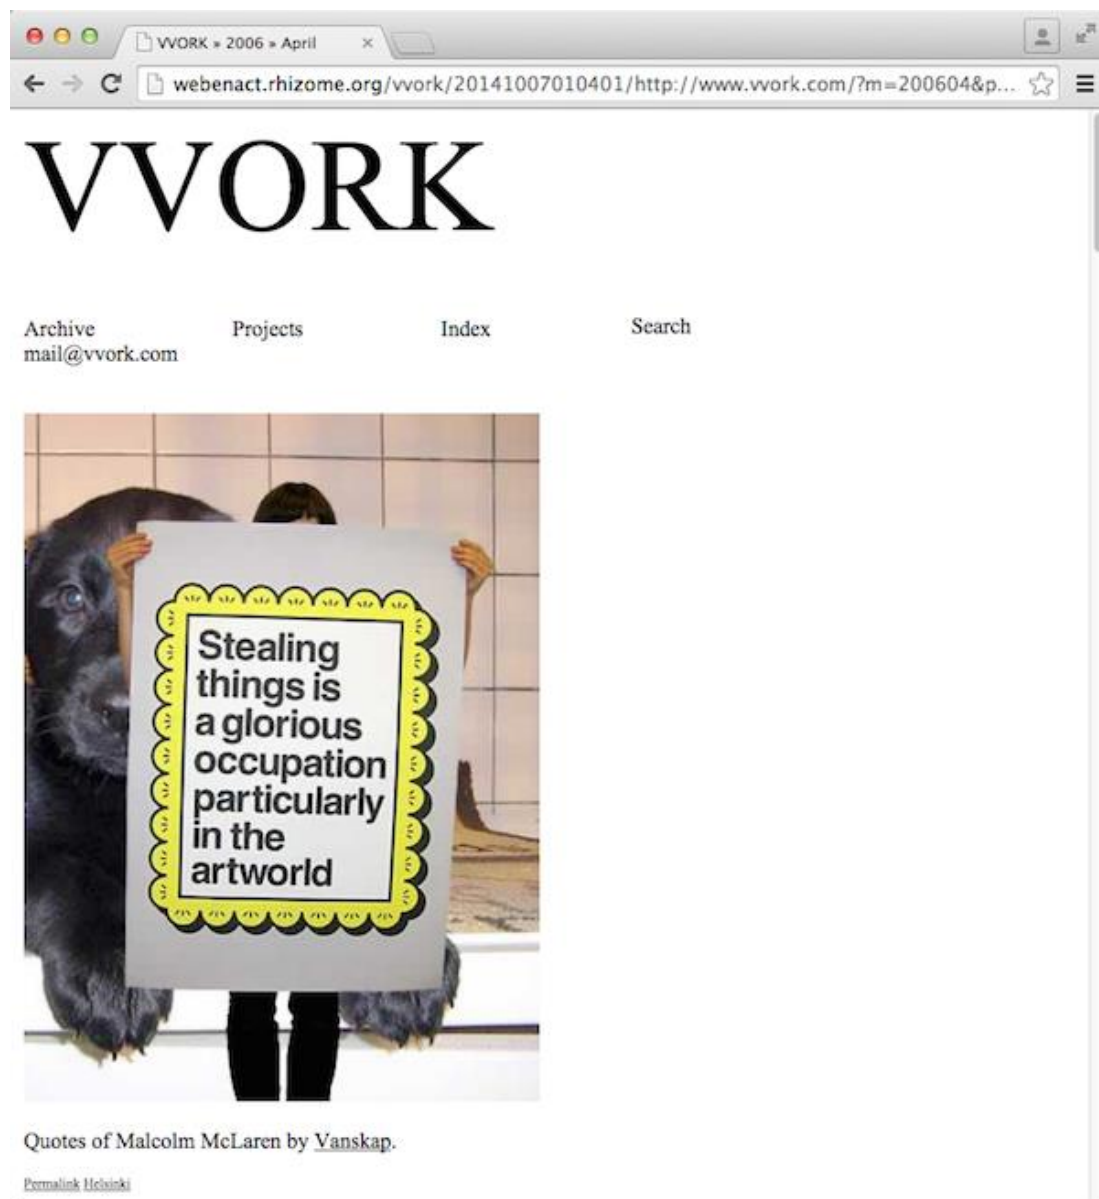 VVORK » 2006 » April
webenact.rhizome.org/vvork/20141007010401/http://www.vvork.com/?m=200604&p...
VVORK
Archive Projects Index Search
mail@vvork.com
Stealing
things is
a glorious
occupation
particularly
in the
artworld
Quotes of Malcolm McLaren by Vanskap.
Permalink Helsinki